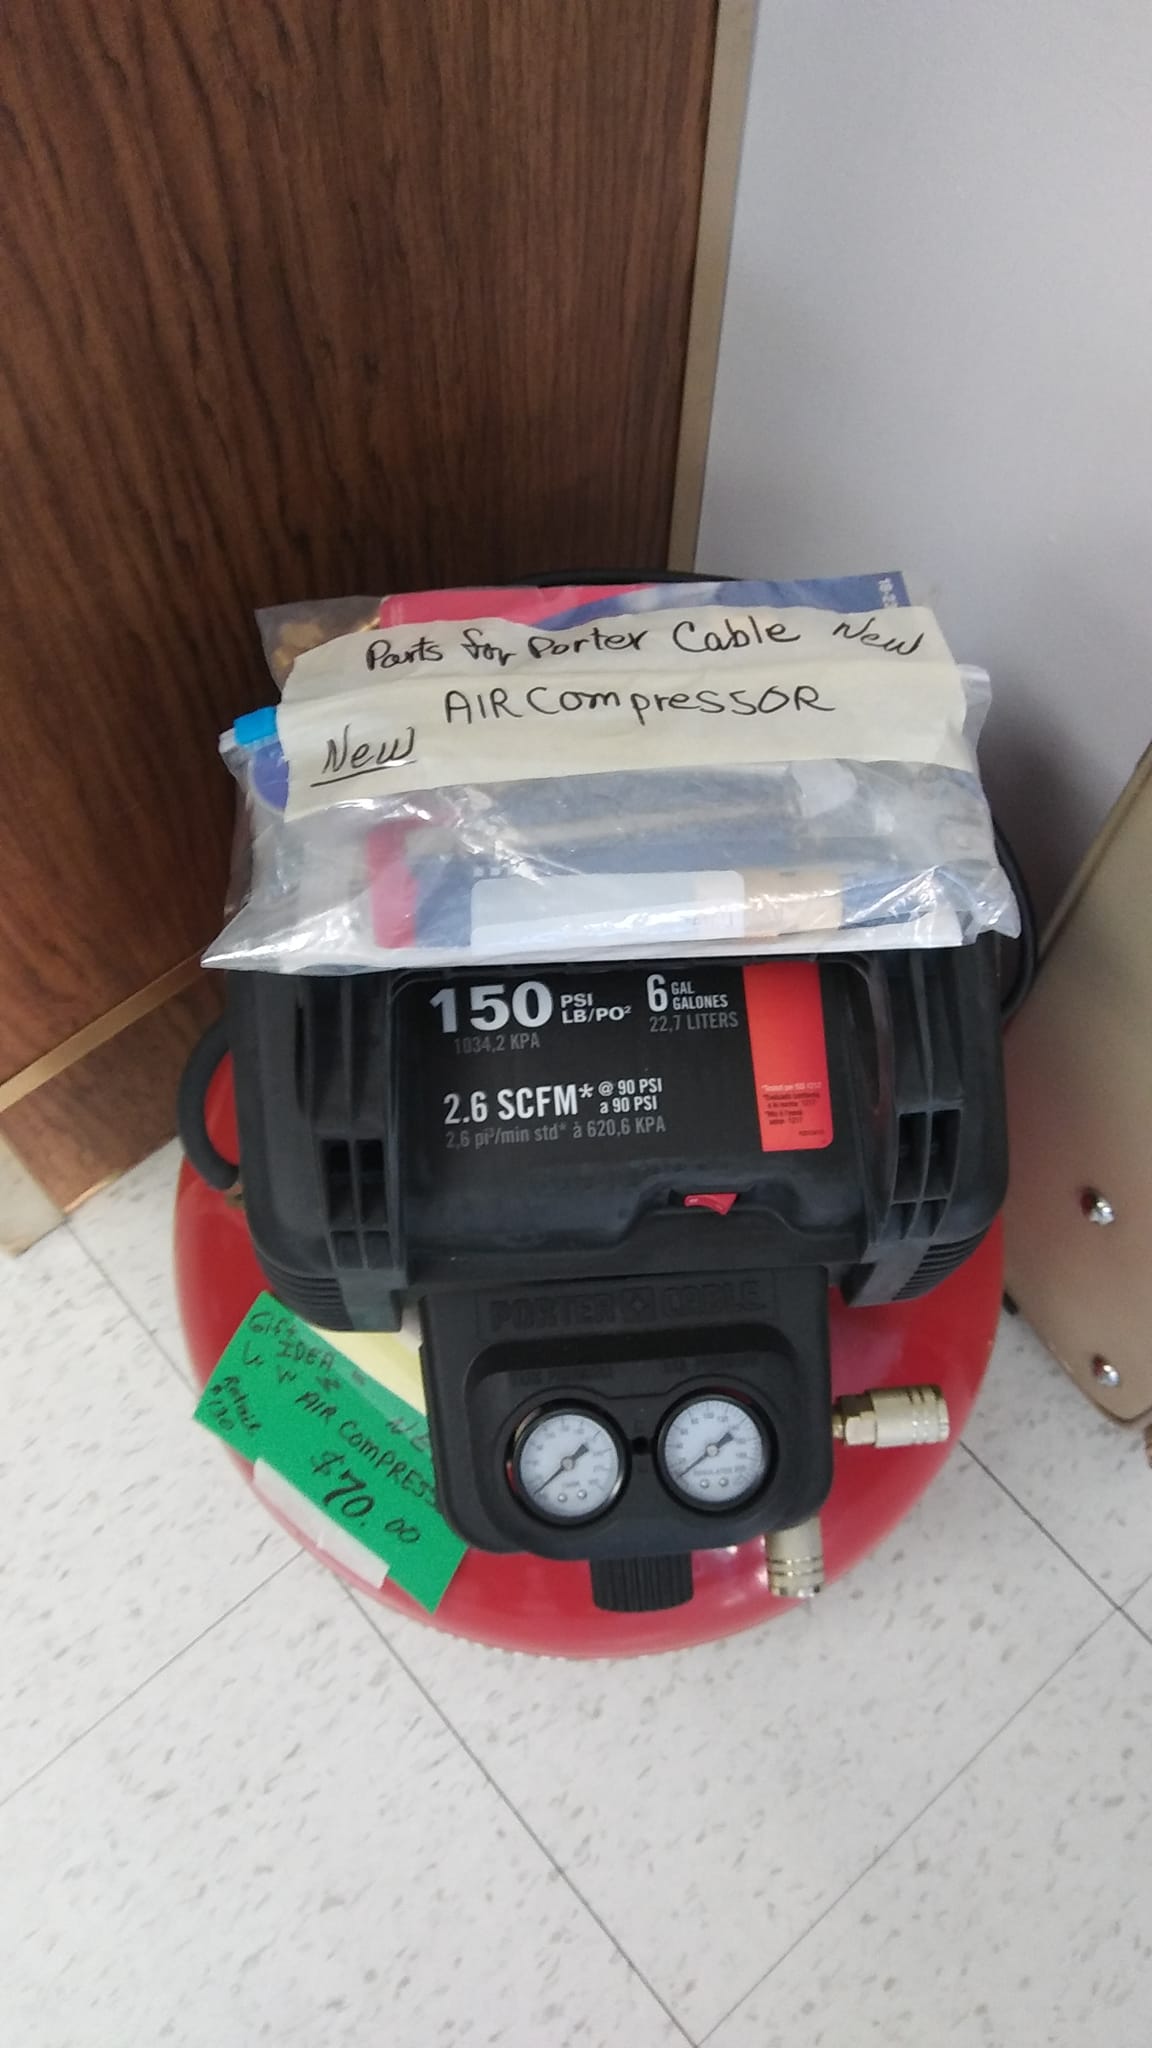 Parts for Porter Cable New
AIR Compressor
New
150 PSI LB/PO²
1034,2 KPA
6 GAL GALONES
22,7 LITERS
2.6 SCFM* @ 90 PSI
a 90 PSI
2,6 pi³/min std* à 620,6 KPA
PORTER CABLE
IDEA
AIR COMPRESS
$70.00